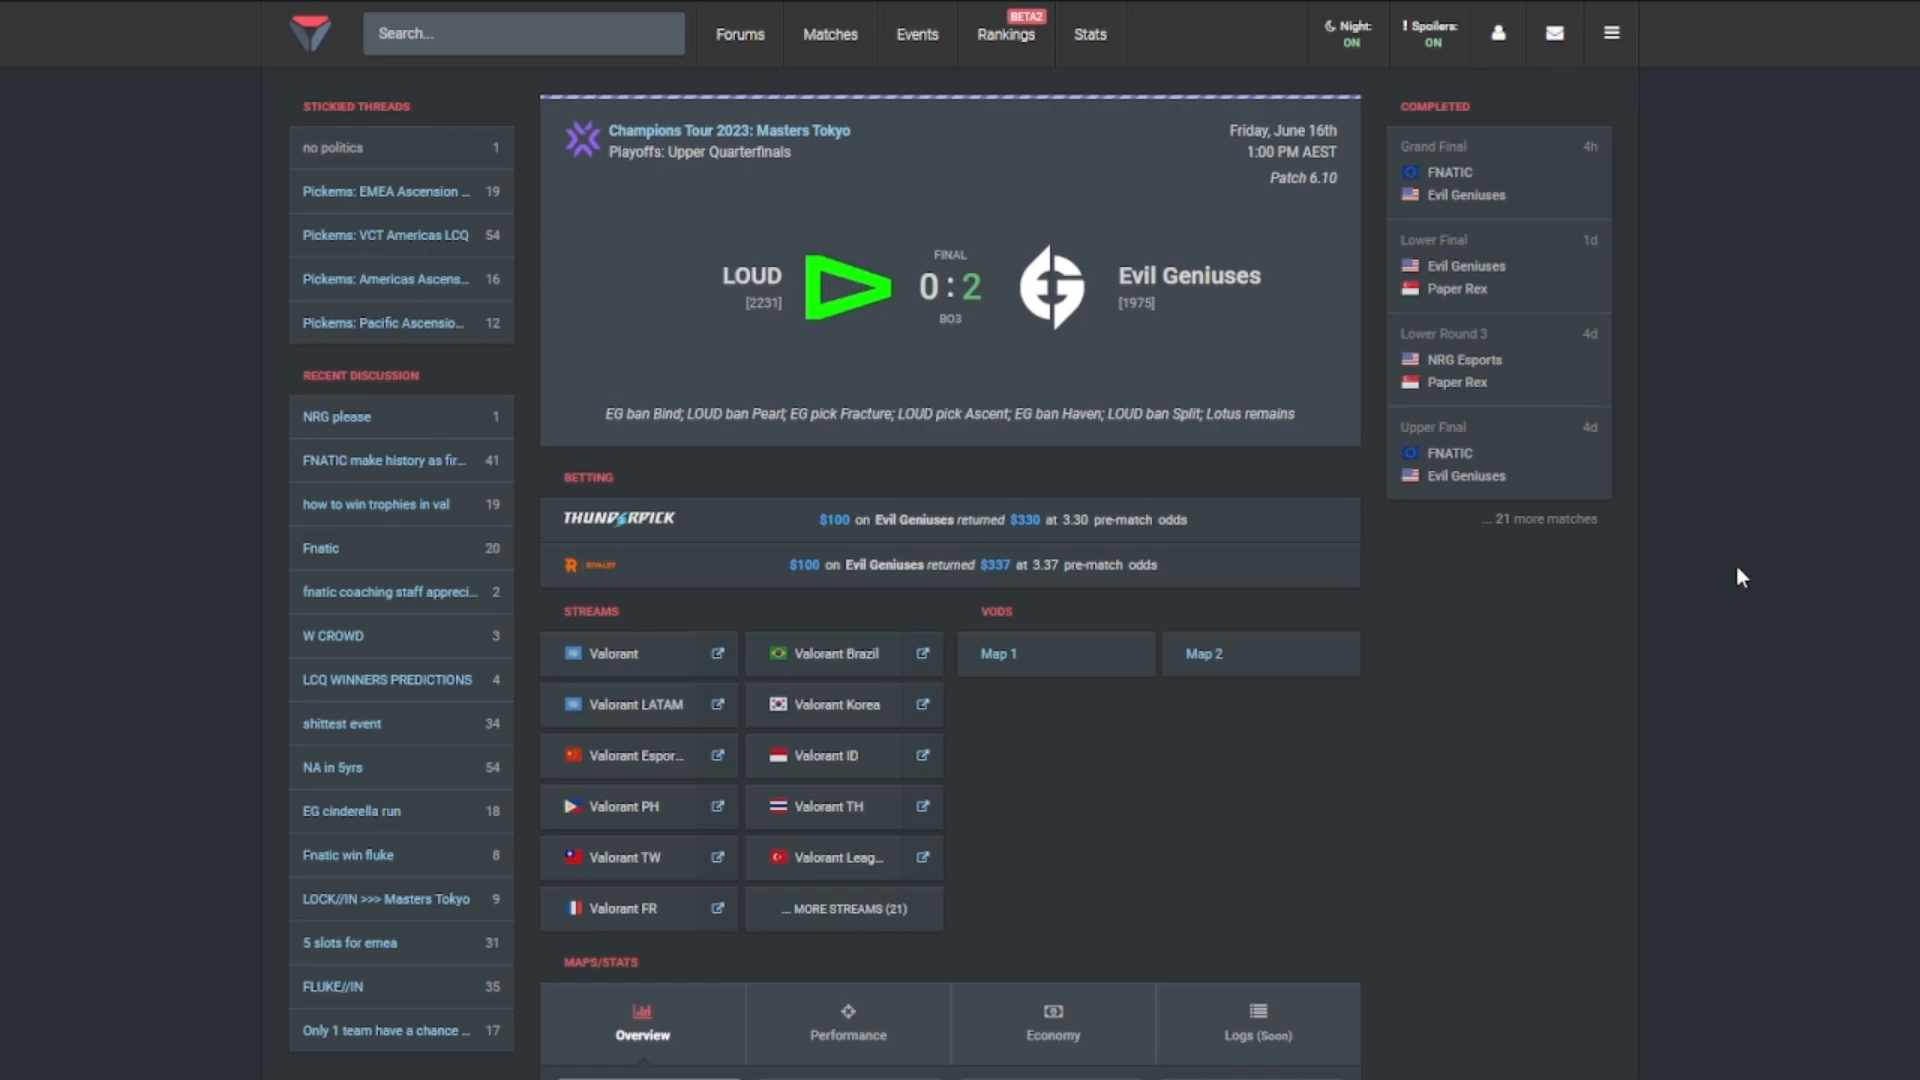 Search...
Forums
Matches
Events
BETA2
Rankings
Stats
Night:
ON
! Spoilers:
ON
STICKIED THREADS
no politics 1
Pickems: EMEA Ascension ... 19
Pickems: VCT Americas LCQ 54
Pickems: Americas Ascens... 16
Pickems: Pacific Ascensio... 12
RECENT DISCUSSION
NRG please 1
FNATIC make history as fir... 41
how to win trophies in val 19
Fnatic 20
fnatic coaching staff appreci... 2
W CROWD 3
LCQ WINNERS PREDICTIONS 4
shittest event 34
NA in 5yrs 54
EG cinderella run 18
Fnatic win fluke 8
LOCK//IN >>> Masters Tokyo 9
5 slots for emea 31
FLUKE//IN 35
Only 1 team have a chance ... 17
Champions Tour 2023: Masters Tokyo
Playoffs: Upper Quarterfinals
Friday, June 16th
1:00 PM AEST
Patch 6.10
LOUD
[2231]
FINAL
0 : 2
BO3
Evil Geniuses
[1975]
EG ban Bind; LOUD ban Pearl; EG pick Fracture; LOUD pick Ascent; EG ban Haven; LOUD ban Split; Lotus remains
BETTING
THUNDERPICK $100 on Evil Geniuses returned $330 at 3.30 pre-match odds
RIVALRY $100 on Evil Geniuses returned $337 at 3.37 pre-match odds
STREAMS
Valorant
Valorant Brazil
Valorant LATAM
Valorant Korea
Valorant Espor...
Valorant ID
Valorant PH
Valorant TH
Valorant TW
Valorant Leag...
Valorant FR
... MORE STREAMS (21)
VODS
Map 1
Map 2
MAPS/STATS
Overview
Performance
Economy
Logs (Soon)
COMPLETED
Grand Final 4h
FNATIC
Evil Geniuses
Lower Final 1d
Evil Geniuses
Paper Rex
Lower Round 3 4d
NRG Esports
Paper Rex
Upper Final 4d
FNATIC
Evil Geniuses
... 21 more matches